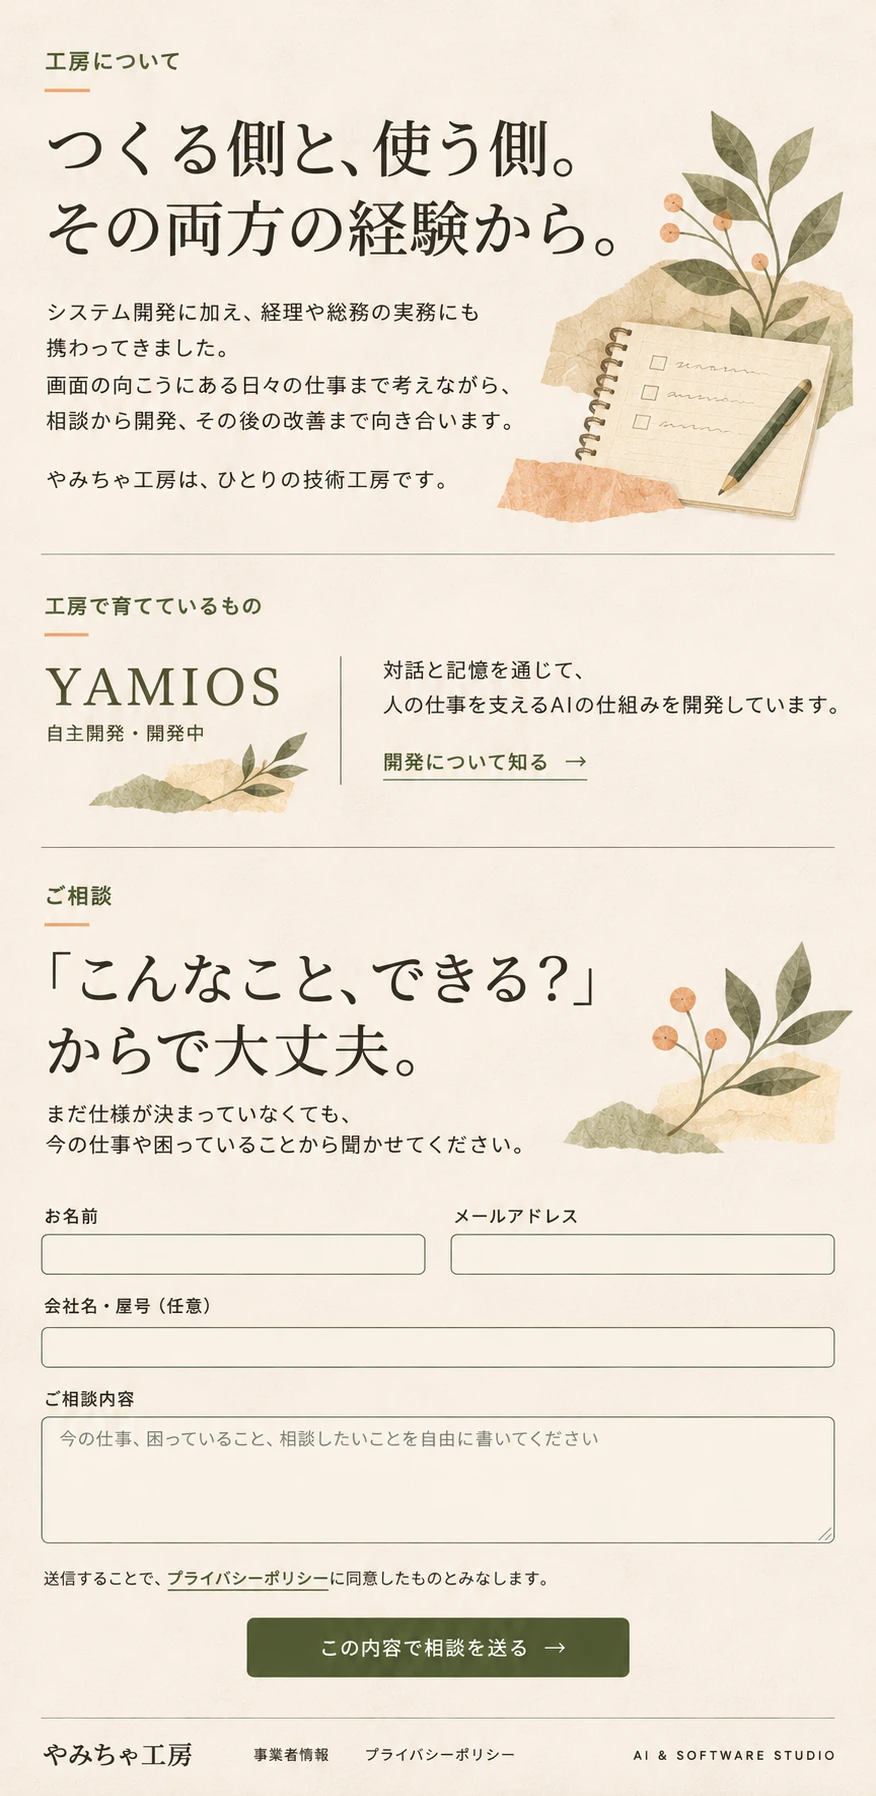 工房について
つくる側と、使う側。
その両方の経験から。
システム開発に加え、経理や総務の実務にも
携わってきました。
画面の向こうにある日々の仕事まで考えながら、
相談から開発、その後の改善まで向き合います。
やみちゃ工房は、ひとりの技術工房です。
工房で育てているもの
YAMIOS
自主開発・開発中
対話と記憶を通じて、
人の仕事を支えるAIの仕組みを開発しています。
開発について知る →
ご相談
「こんなこと、できる？」
からで大丈夫。
まだ仕様が決まっていなくても、
今の仕事や困っていることから聞かせてください。
お名前
メールアドレス
会社名・屋号（任意）
ご相談内容
今の仕事、困っていること、相談したいことを自由に書いてください
送信することで、プライバシーポリシーに同意したものとみなします。
この内容で相談を送る →
やみちゃ工房
事業者情報
プライバシーポリシー
AI & SOFTWARE STUDIO